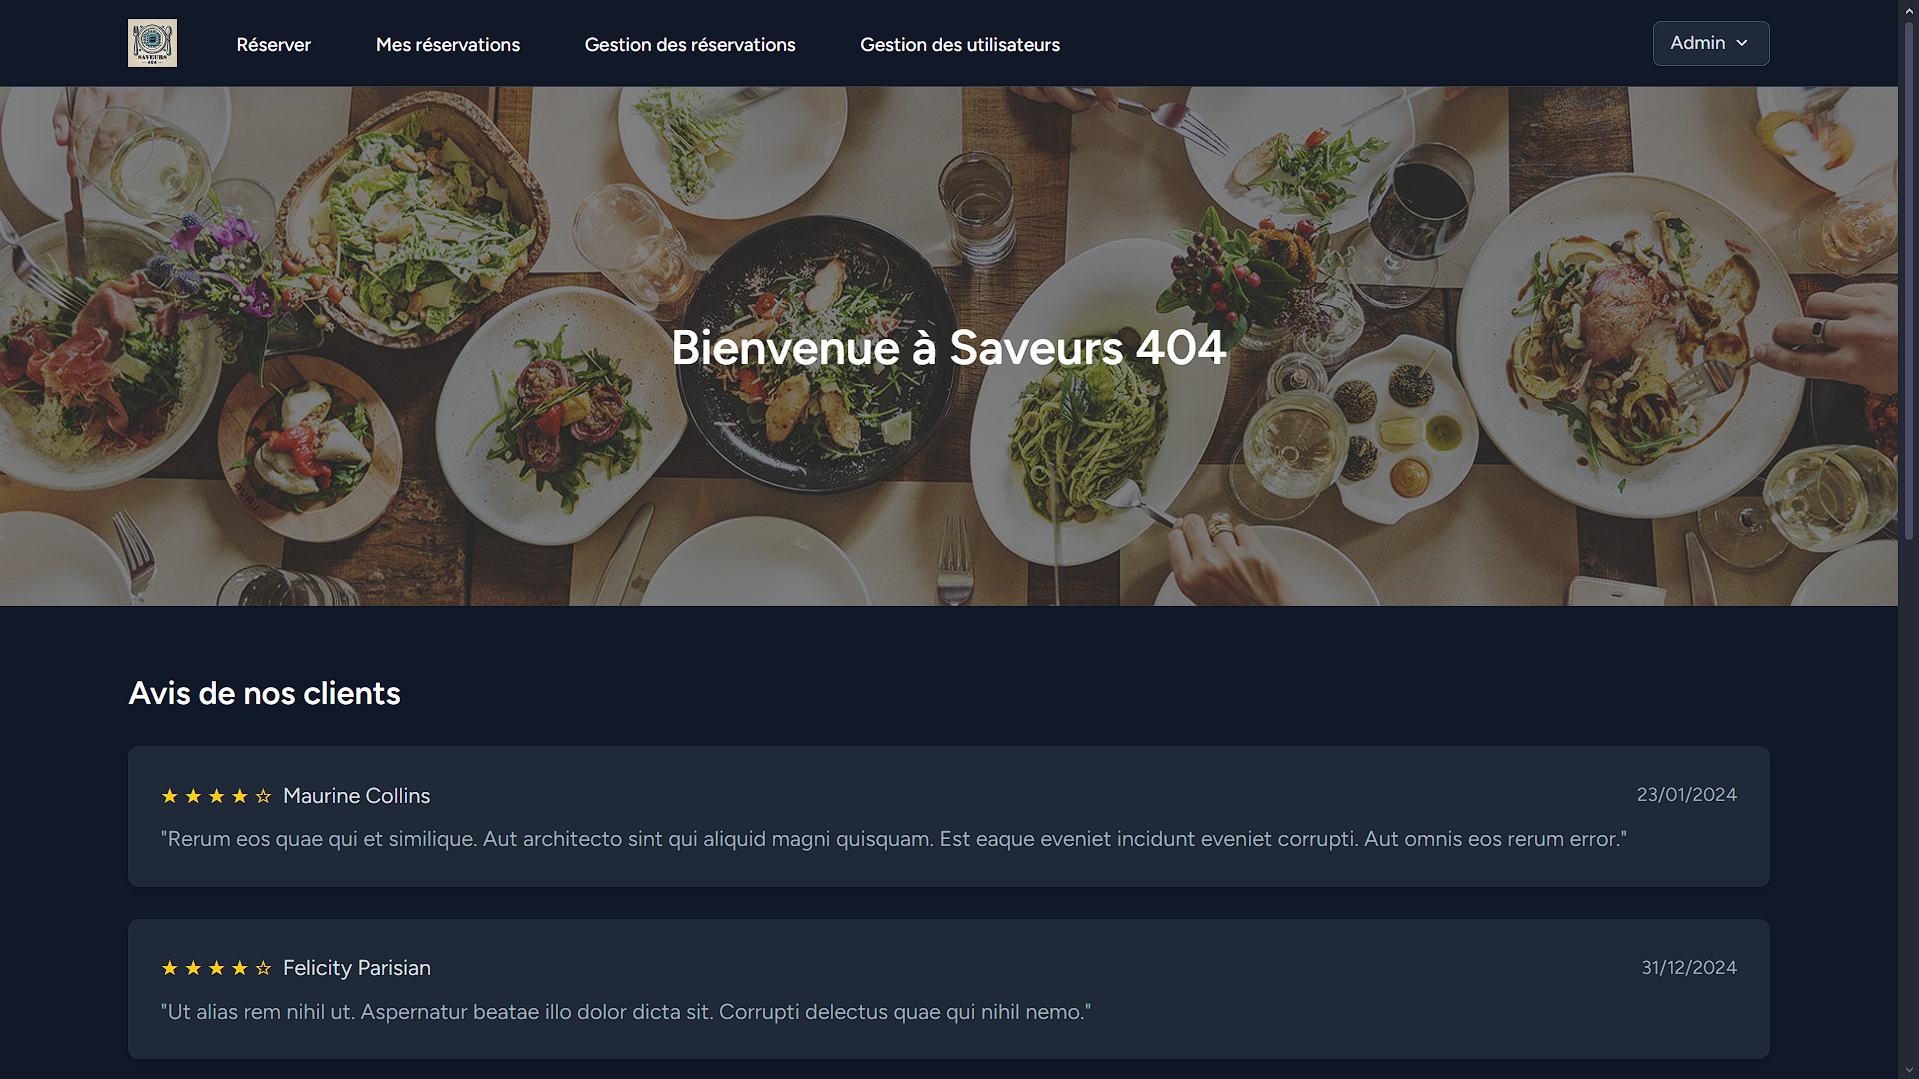 SAVEURS
404
Réserver
Mes réservations
Gestion des réservations
Gestion des utilisateurs
Admin
Bienvenue à Saveurs 404
Avis de nos clients
★ ★ ★ ★ ☆ Maurine Collins
23/01/2024
"Rerum eos quae qui et similique. Aut architecto sint qui aliquid magni quisquam. Est eaque eveniet incidunt eveniet corrupti. Aut omnis eos rerum error."
★ ★ ★ ★ ☆ Felicity Parisian
31/12/2024
"Ut alias rem nihil ut. Aspernatur beatae illo dolor dicta sit. Corrupti delectus quae qui nihil nemo."